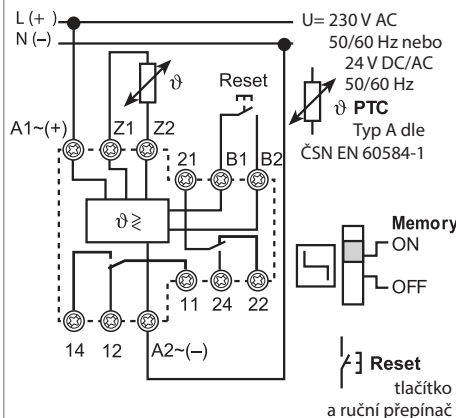 L (+)
N (–)
U= 230 V AC
50/60 Hz nebo
24 V DC/AC
50/60 Hz
ϑ PTC
Typ A dle
ČSN EN 60584-1
ϑ
Reset
A1~(+) Z1 Z2
21 B1 B2
ϑ ≥
Memory
ON
OFF
11 24 22
14 12 A2~(–)
Reset
tlačítko
a ruční přepínač